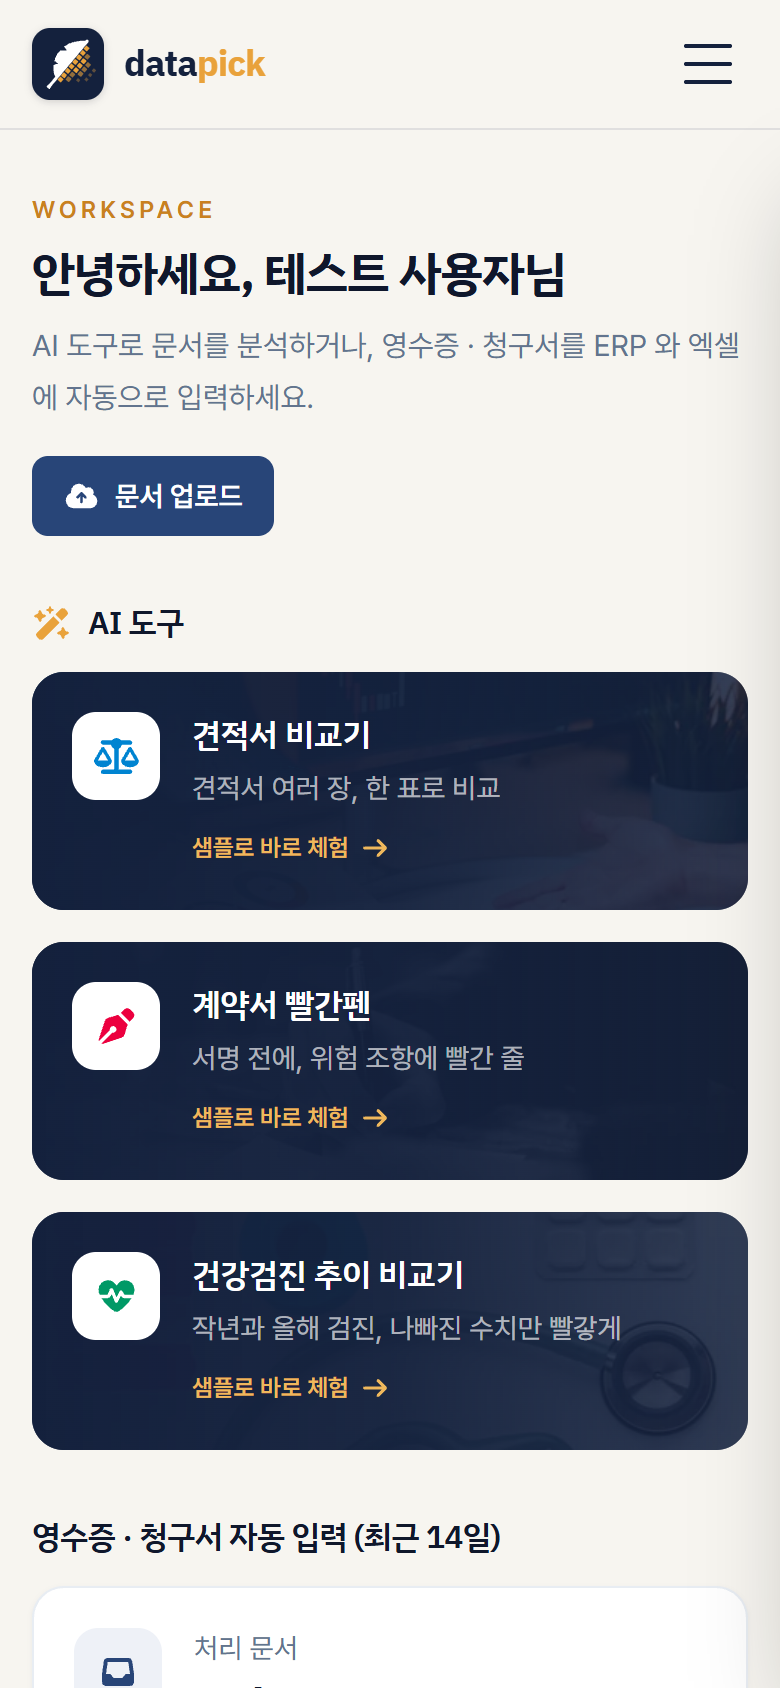 datapick
WORKSPACE
안녕하세요, 테스트 사용자님
AI 도구로 문서를 분석하거나, 영수증 · 청구서를 ERP 와 엑셀
에 자동으로 입력하세요.
문서 업로드
AI 도구
견적서 비교기
견적서 여러 장, 한 표로 비교
샘플로 바로 체험 →
계약서 빨간펜
서명 전에, 위험 조항에 빨간 줄
샘플로 바로 체험 →
건강검진 추이 비교기
작년과 올해 검진, 나빠진 수치만 빨갛게
샘플로 바로 체험 →
영수증 · 청구서 자동 입력 (최근 14일)
처리 문서